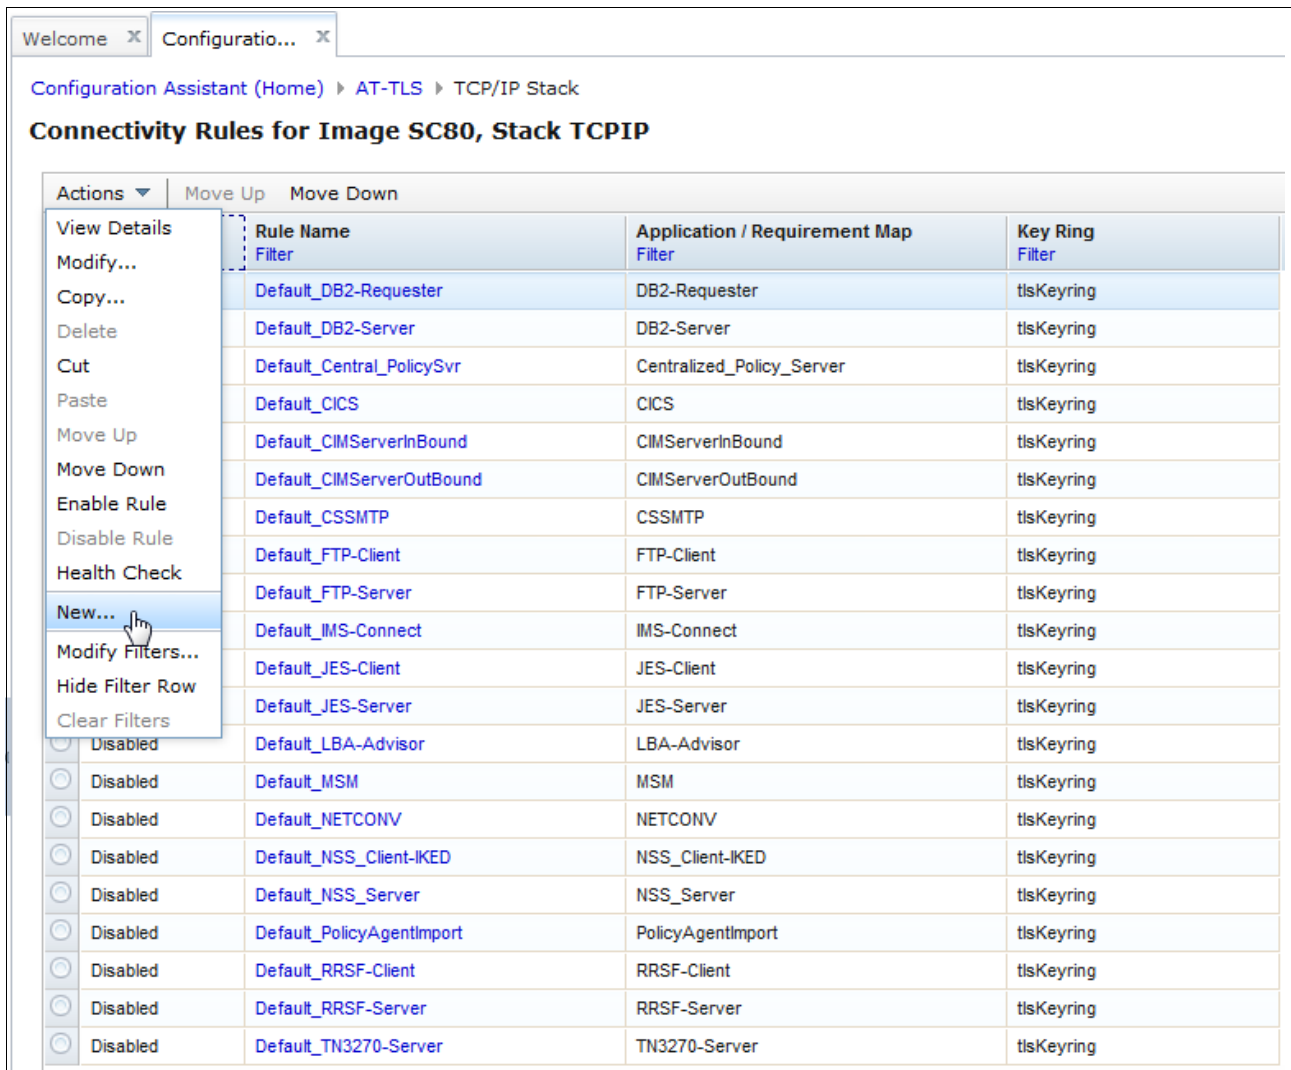 Welcome x Configuratio... x
Configuration Assistant (Home) AT-TLS TCP/IP Stack
Connectivity Rules for Image SC80, Stack TCPIP
Actions Move Up Move Down
View Details
Modify...
Copy...
Delete
Cut
Paste
Move Up
Move Down
Enable Rule
Disable Rule
Health Check
New...
Modify Filters...
Hide Filter Row
Clear Filters
Rule Name Application / Requirement Map Key Ring
Filter Filter Filter
Default_DB2-Requester DB2-Requester tlsKeyring
Default_DB2-Server DB2-Server tlsKeyring
Default_Central_PolicySvr Centralized_Policy_Server tlsKeyring
Default_CICS CICS tlsKeyring
Default_CIMServerInBound CIMServerInBound tlsKeyring
Default_CIMServerOutBound CIMServerOutBound tlsKeyring
Default_CSSMTP CSSMTP tlsKeyring
Default_FTP-Client FTP-Client tlsKeyring
Default_FTP-Server FTP-Server tlsKeyring
Default_IMS-Connect IMS-Connect tlsKeyring
Default_JES-Client JES-Client tlsKeyring
Default_JES-Server JES-Server tlsKeyring
Disabled Default_LBA-Advisor LBA-Advisor tlsKeyring
Disabled Default_MSM MSM tlsKeyring
Disabled Default_NETCONV NETCONV tlsKeyring
Disabled Default_NSS_Client-IKED NSS_Client-IKED tlsKeyring
Disabled Default_NSS_Server NSS_Server tlsKeyring
Disabled Default_PolicyAgentImport PolicyAgentImport tlsKeyring
Disabled Default_RRSF-Client RRSF-Client tlsKeyring
Disabled Default_RRSF-Server RRSF-Server tlsKeyring
Disabled Default_TN3270-Server TN3270-Server tlsKeyring